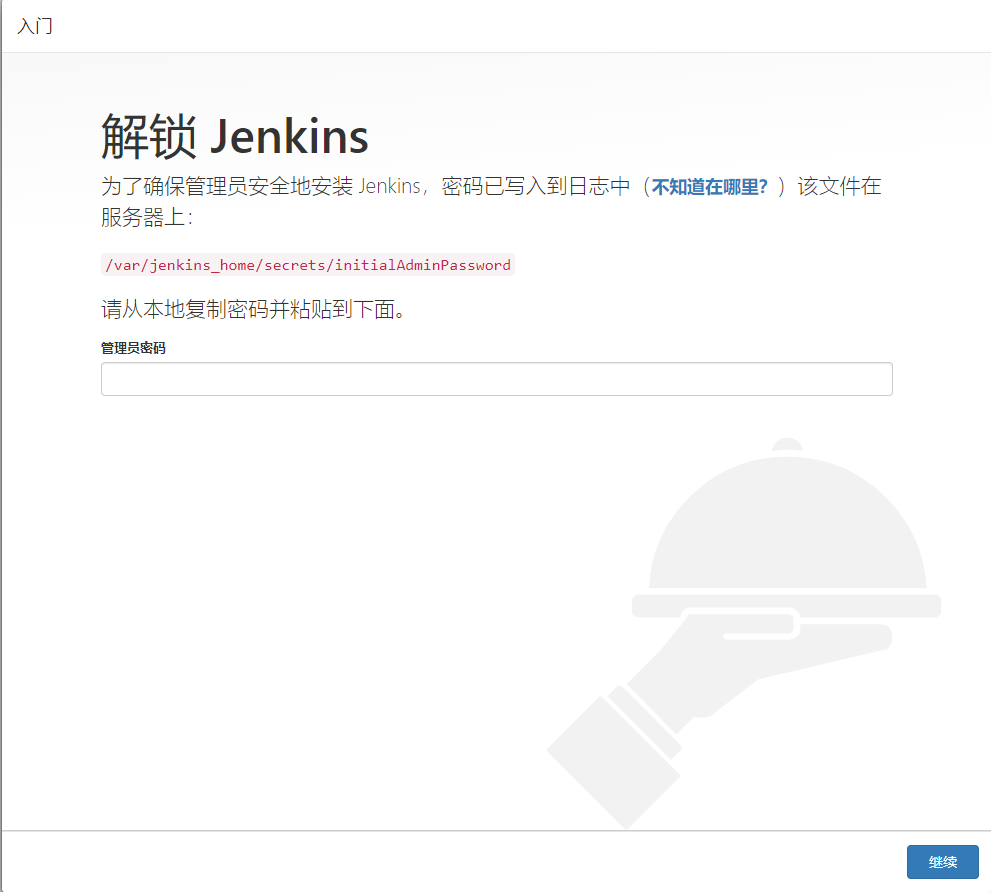 入门
解锁 Jenkins
为了确保管理员安全地安装 Jenkins，密码已写入到日志中（不知道在哪里？）该文件在
服务器上：
/var/jenkins_home/secrets/initialAdminPassword
请从本地复制密码并粘贴到下面。
管理员密码
继续